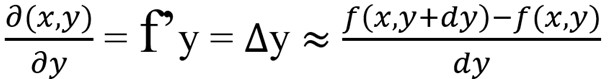 ∂(x,y)/∂y = f’y = Δy ≈ f(x,y+dy)−f(x,y)/dy